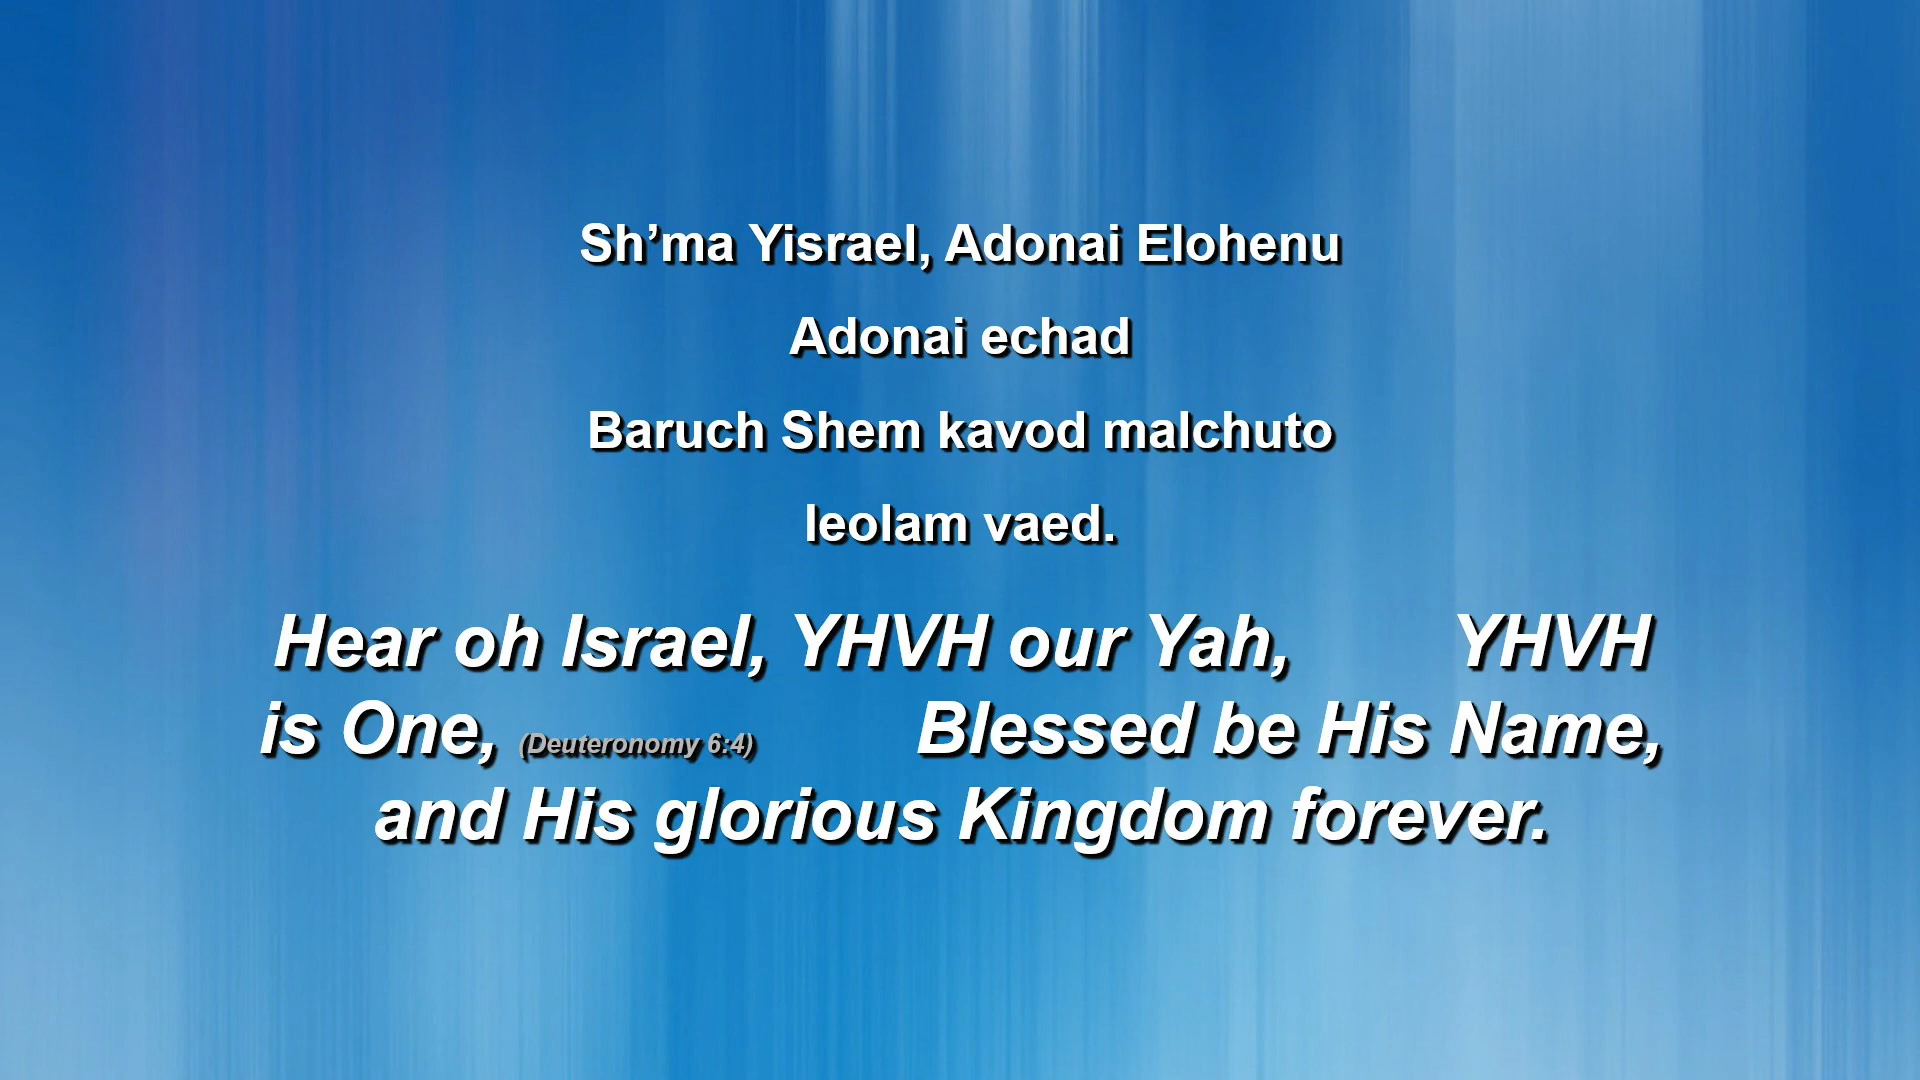 Sh’ma Yisrael, Adonai Elohenu
Adonai echad
Baruch Shem kavod malchuto
leolam vaed.
Hear oh Israel, YHVH our Yah, YHVH
is One, (Deuteronomy 6:4) Blessed be His Name,
and His glorious Kingdom forever.